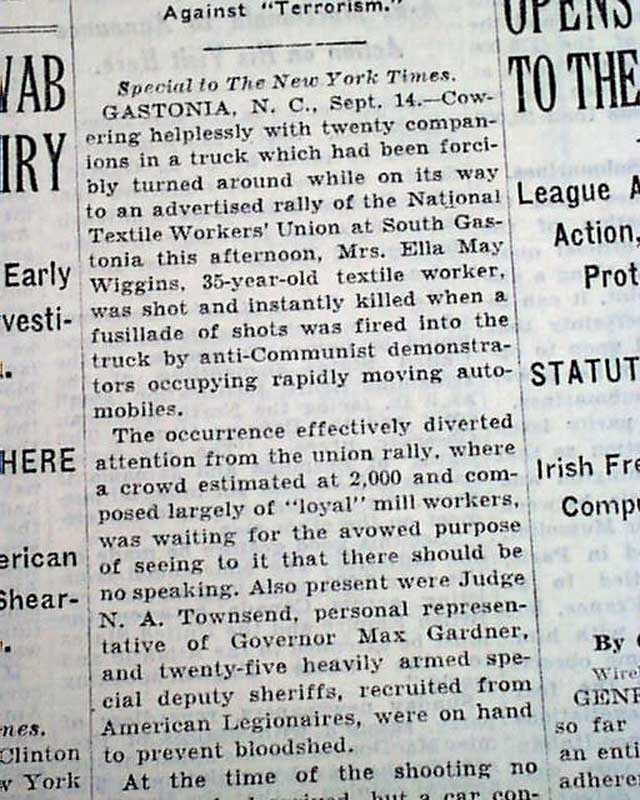 VAB
IRY
Early
vesti-
HERE
erican
Shear-
nes.
Clinton
w York
Against "Terrorism."
Special to The New York Times.
GASTONIA, N. C., Sept. 14.—Cow-
ering helplessly with twenty compan-
ions in a truck which had been forci-
bly turned around while on its way
to an advertised rally of the National
Textile Workers' Union at South Gas-
tonia this afternoon, Mrs. Ella May
Wiggins, 35-year-old textile worker,
was shot and instantly killed when a
fusillade of shots was fired into the
truck by anti-Communist demonstra-
tors occupying rapidly moving auto-
mobiles.
The occurrence effectively diverted
attention from the union rally, where
a crowd estimated at 2,000 and com-
posed largely of "loyal" mill workers,
was waiting for the avowed purpose
of seeing to it that there should be
no speaking. Also present were Judge
N. A. Townsend, personal represen-
tative of Governor Max Gardner,
and twenty-five heavily armed spe-
cial deputy sheriffs, recruited from
American Legionaires, were on hand
to prevent bloodshed.
At the time of the shooting no
but a car con-
OPENS
TO THE
League A
Action,
Prot
STATUT
Irish Fre
Compu
By
Wirel
GENE
so far
an enti
adheren